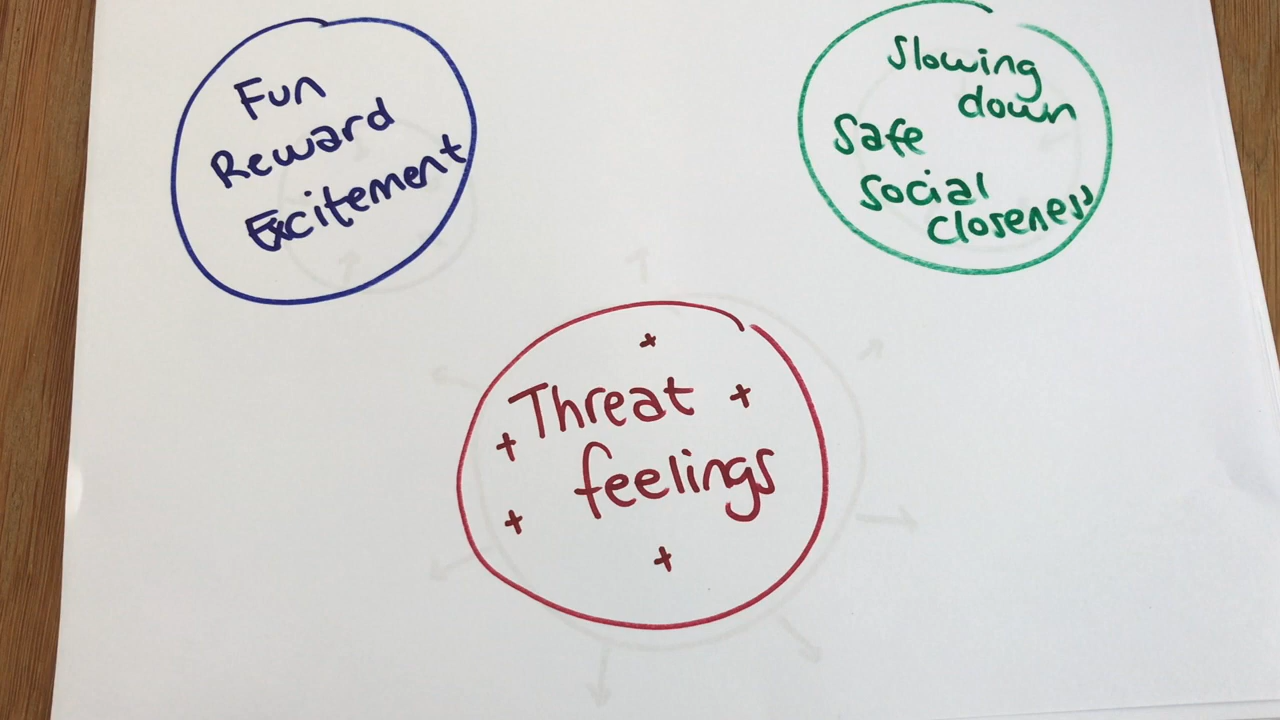 Fun
Reward
Excitement
Slowing
down
Safe
Social
Closeness
+
Threat +
+
feelings
+
+